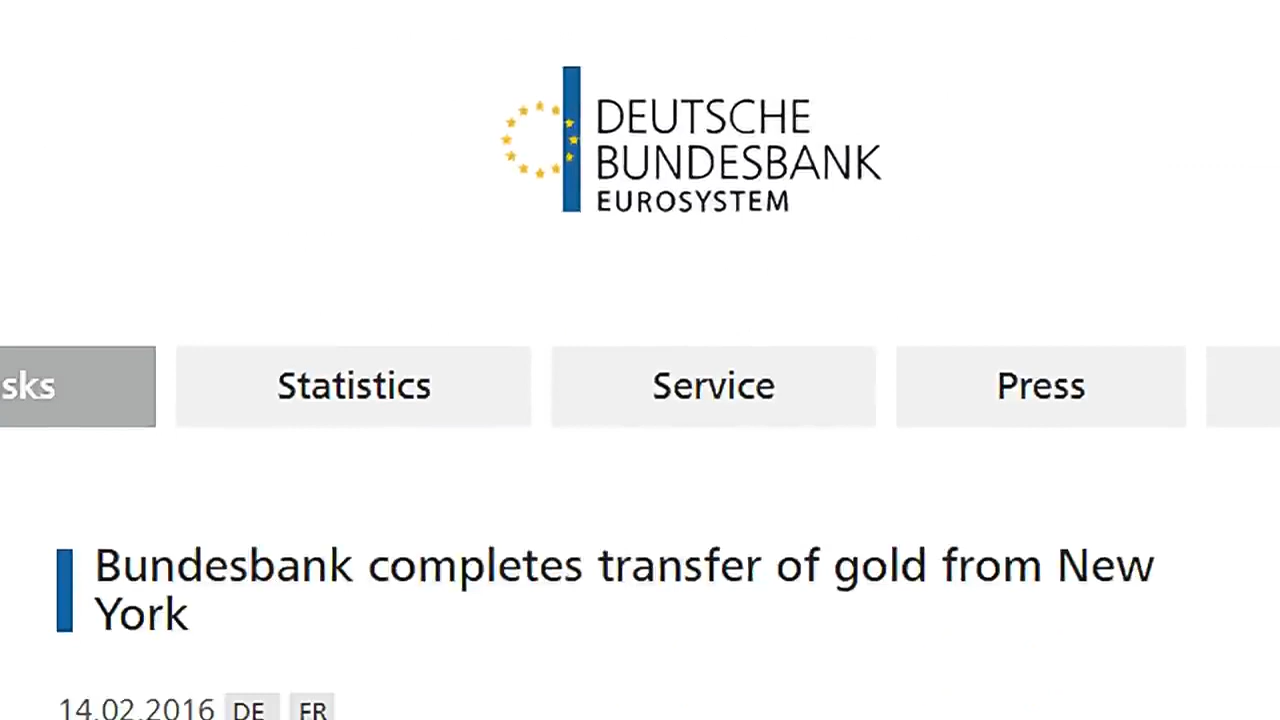 DEUTSCHE
BUNDESBANK
EUROSYSTEM
sks
Statistics
Service
Press
Bundesbank completes transfer of gold from New
York
14.02.2016 DE FR